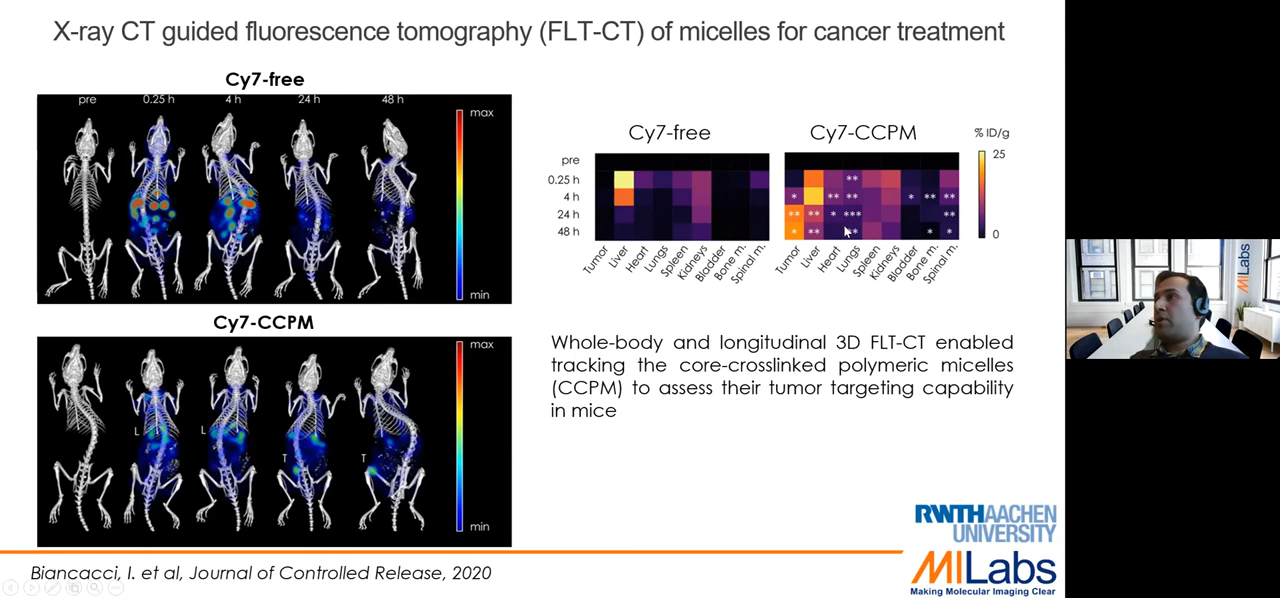 X-ray CT guided fluorescence tomography (FLT-CT) of micelles for cancer treatment
Cy7-free
pre 0.25 h 4 h 24 h 48 h
max
min
Cy7-CCPM
max
L L T T
min
Cy7-free Cy7-CCPM % ID/g
pre
0.25 h
4 h
24 h
48 h
25
0
** 
* ** ** * ** **
** ** * *** **
* ** ** * *
Tumor Liver Heart Lungs Spleen Kidneys Bladder Bone m. Spinal m.
Tumor Liver Heart Lungs Spleen Kidneys Bladder Bone m. Spinal m.
Whole-body and longitudinal 3D FLT-CT enabled
tracking the core-crosslinked polymeric micelles
(CCPM) to assess their tumor targeting capability
in mice
MILabs
RWTHAACHEN
UNIVERSITY
MILabs
Making Molecular Imaging Clear
Biancacci, I. et al, Journal of Controlled Release, 2020